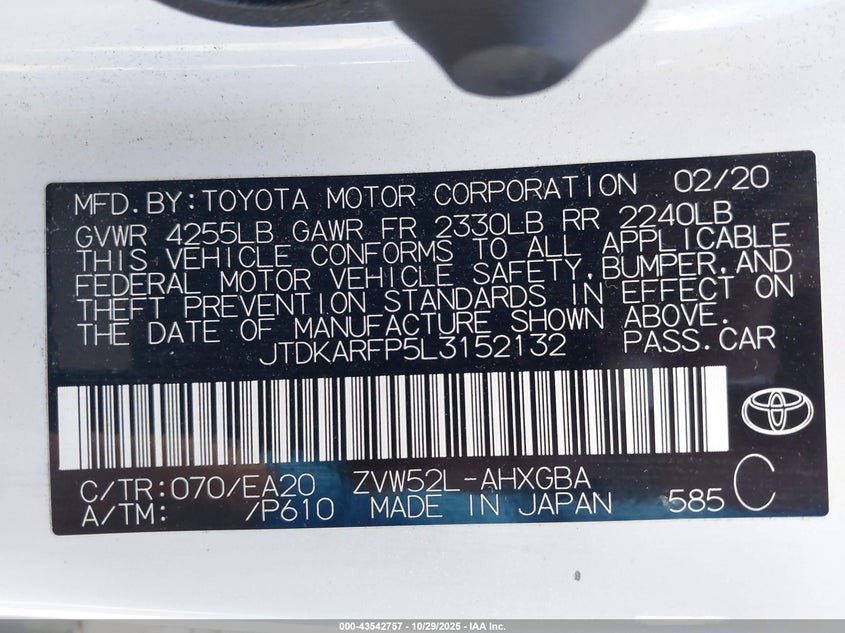 MFD.BY:TOYOTA MOTOR CORPORATION 02/20
GVWR 4255LB GAWR FR 2330LB RR 2240LB
THIS VEHICLE CONFORMS TO ALL APPLICABLE
FEDERAL MOTOR VEHICLE SAFETY,BUMPER,AND
THEFT PREVENTION STANDARDS IN EFFECT ON
THE DATE OF MANUFACTURE SHOWN ABOVE.
JTDKARFP5L3152132 PASS.CAR
C/TR:070/EA20 ZVW52L-AHXGBA C
A/TM: /P610 MADE IN JAPAN 585
000-43542757 - 10/29/2025 - IAA Inc.